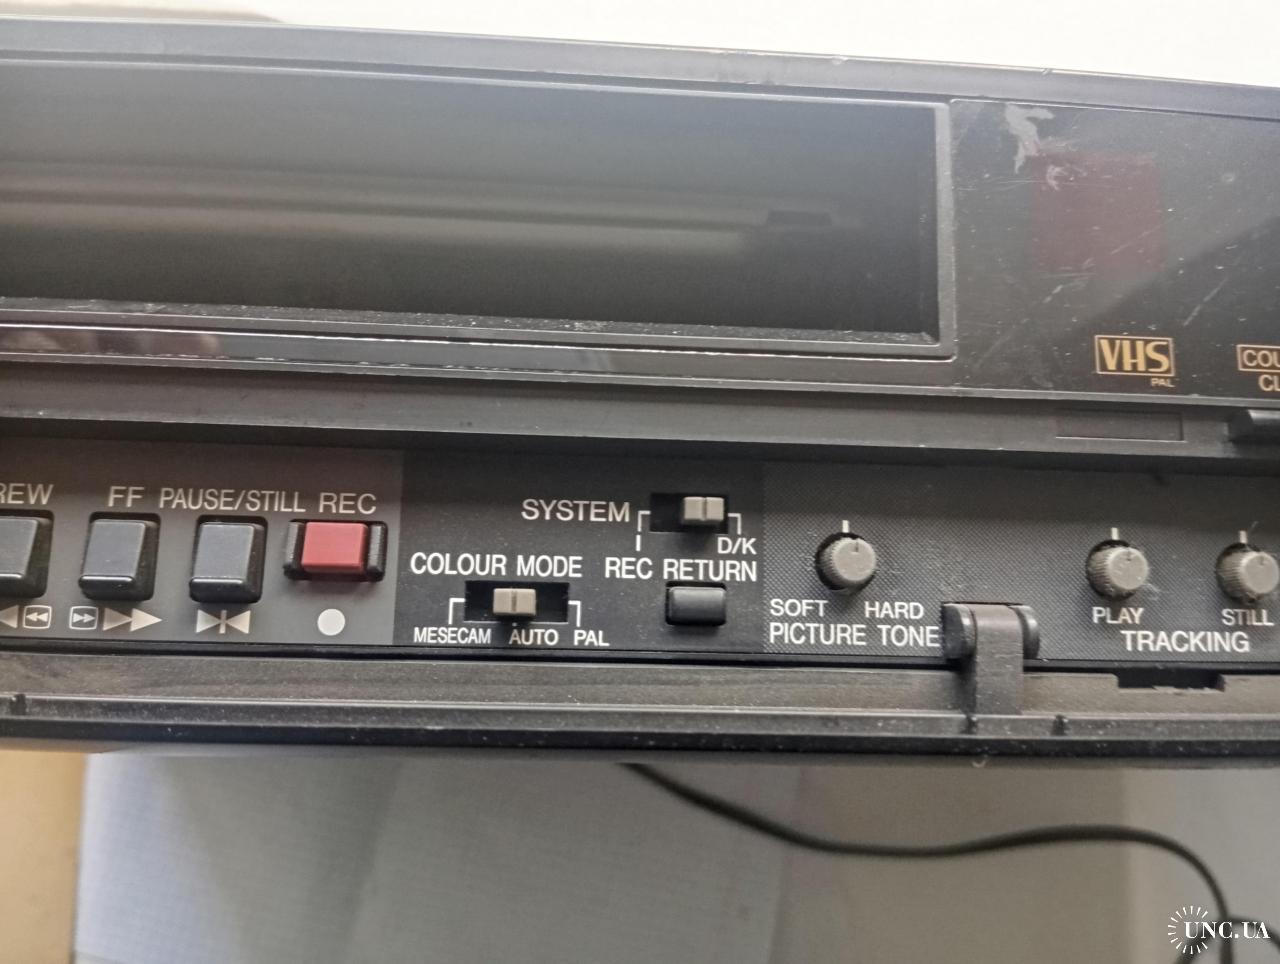 VHS
PAL
REW FF PAUSE/STILL REC
SYSTEM
I D/K
COLOUR MODE
MESECAM AUTO PAL
REC RETURN
SOFT HARD
PICTURE TONE
PLAY STILL
TRACKING
UNC.UA